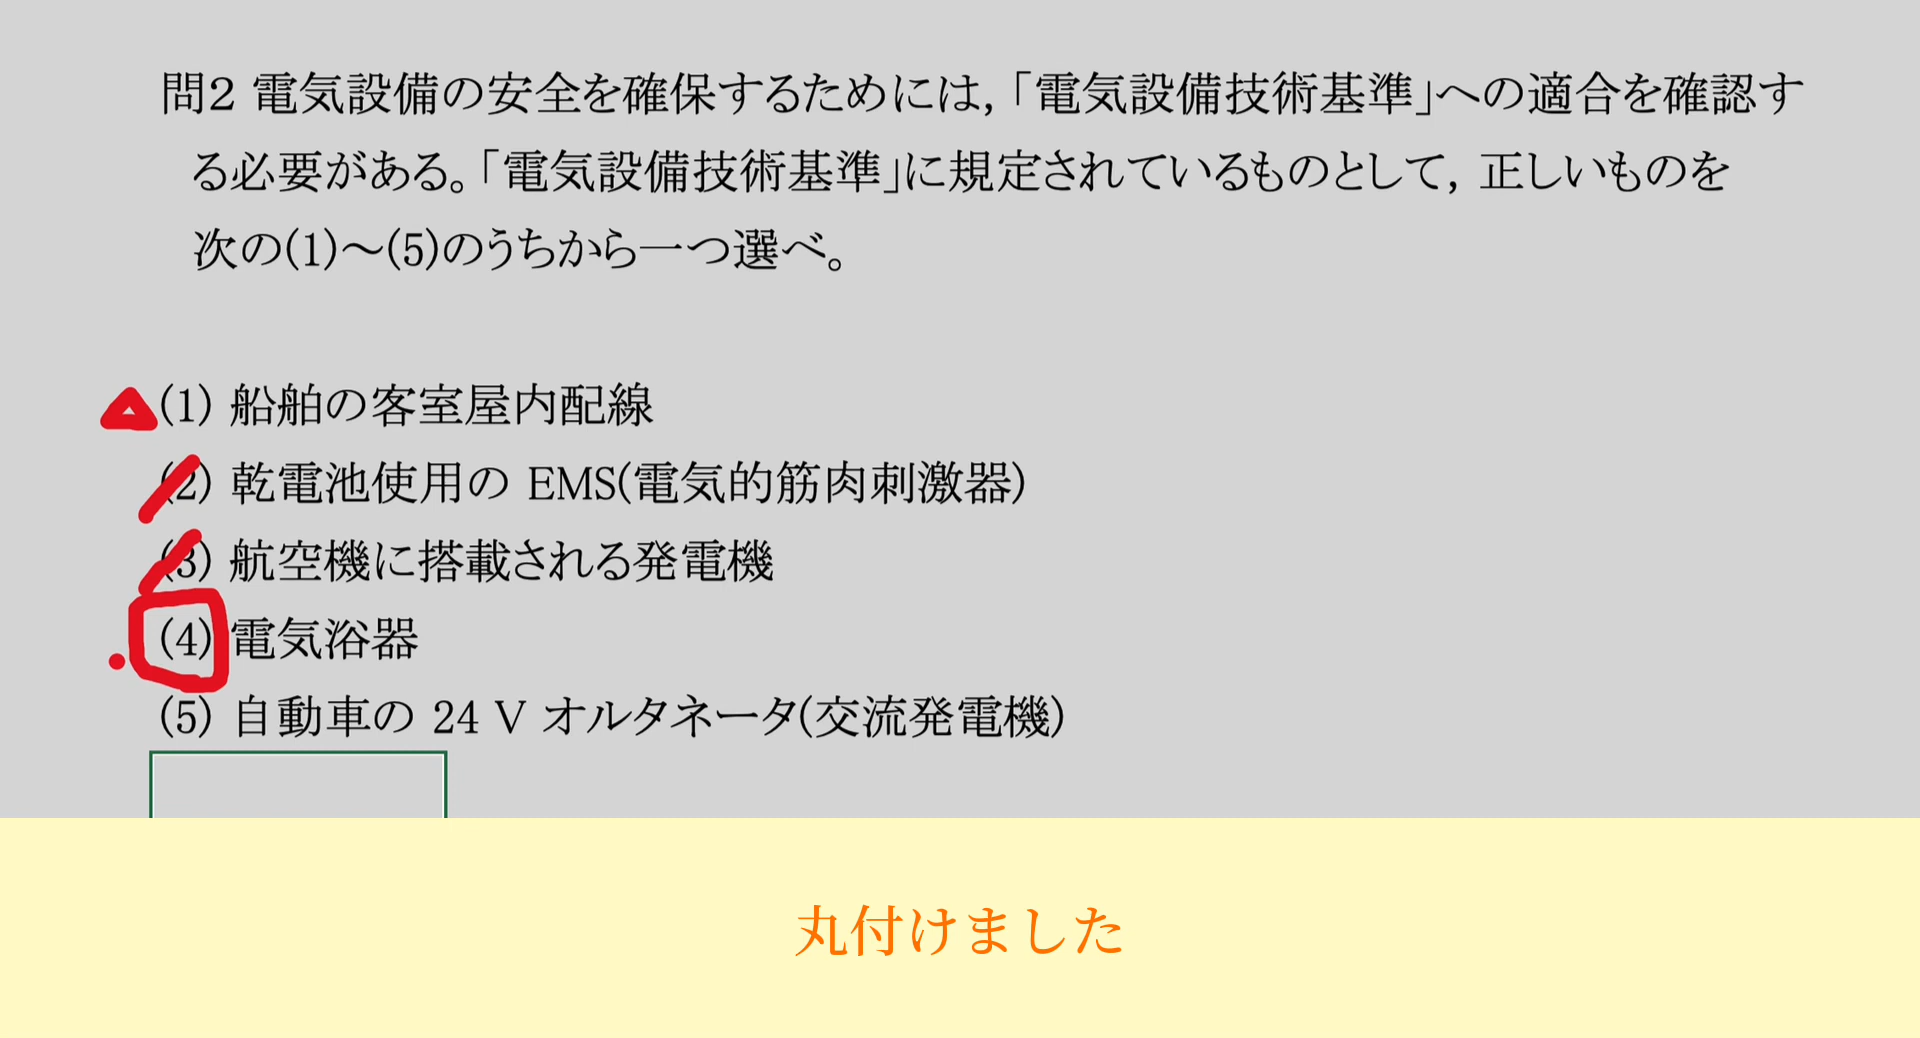 問2 電気設備の安全を確保するためには,「電気設備技術基準」への適合を確認す
る必要がある。「電気設備技術基準」に規定されているものとして, 正しいものを
次の(1)～(5)のうちから一つ選べ。
(1) 船舶の客室屋内配線
(2) 乾電池使用の EMS(電気的筋肉刺激器)
(3) 航空機に搭載される発電機
(4) 電気浴器
(5) 自動車の 24 V オルタネータ(交流発電機)
丸付けました